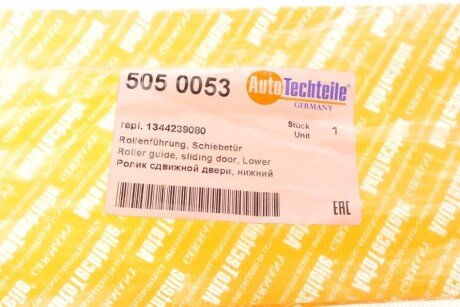 505 0053
AutoTechteile
GERMANY
repl. 1344239080
Stück
Unit
1
Rollenführung, Schiebetür
Roller guide, sliding door, Lower
Ролик сдвижной двери, нижний
EAC